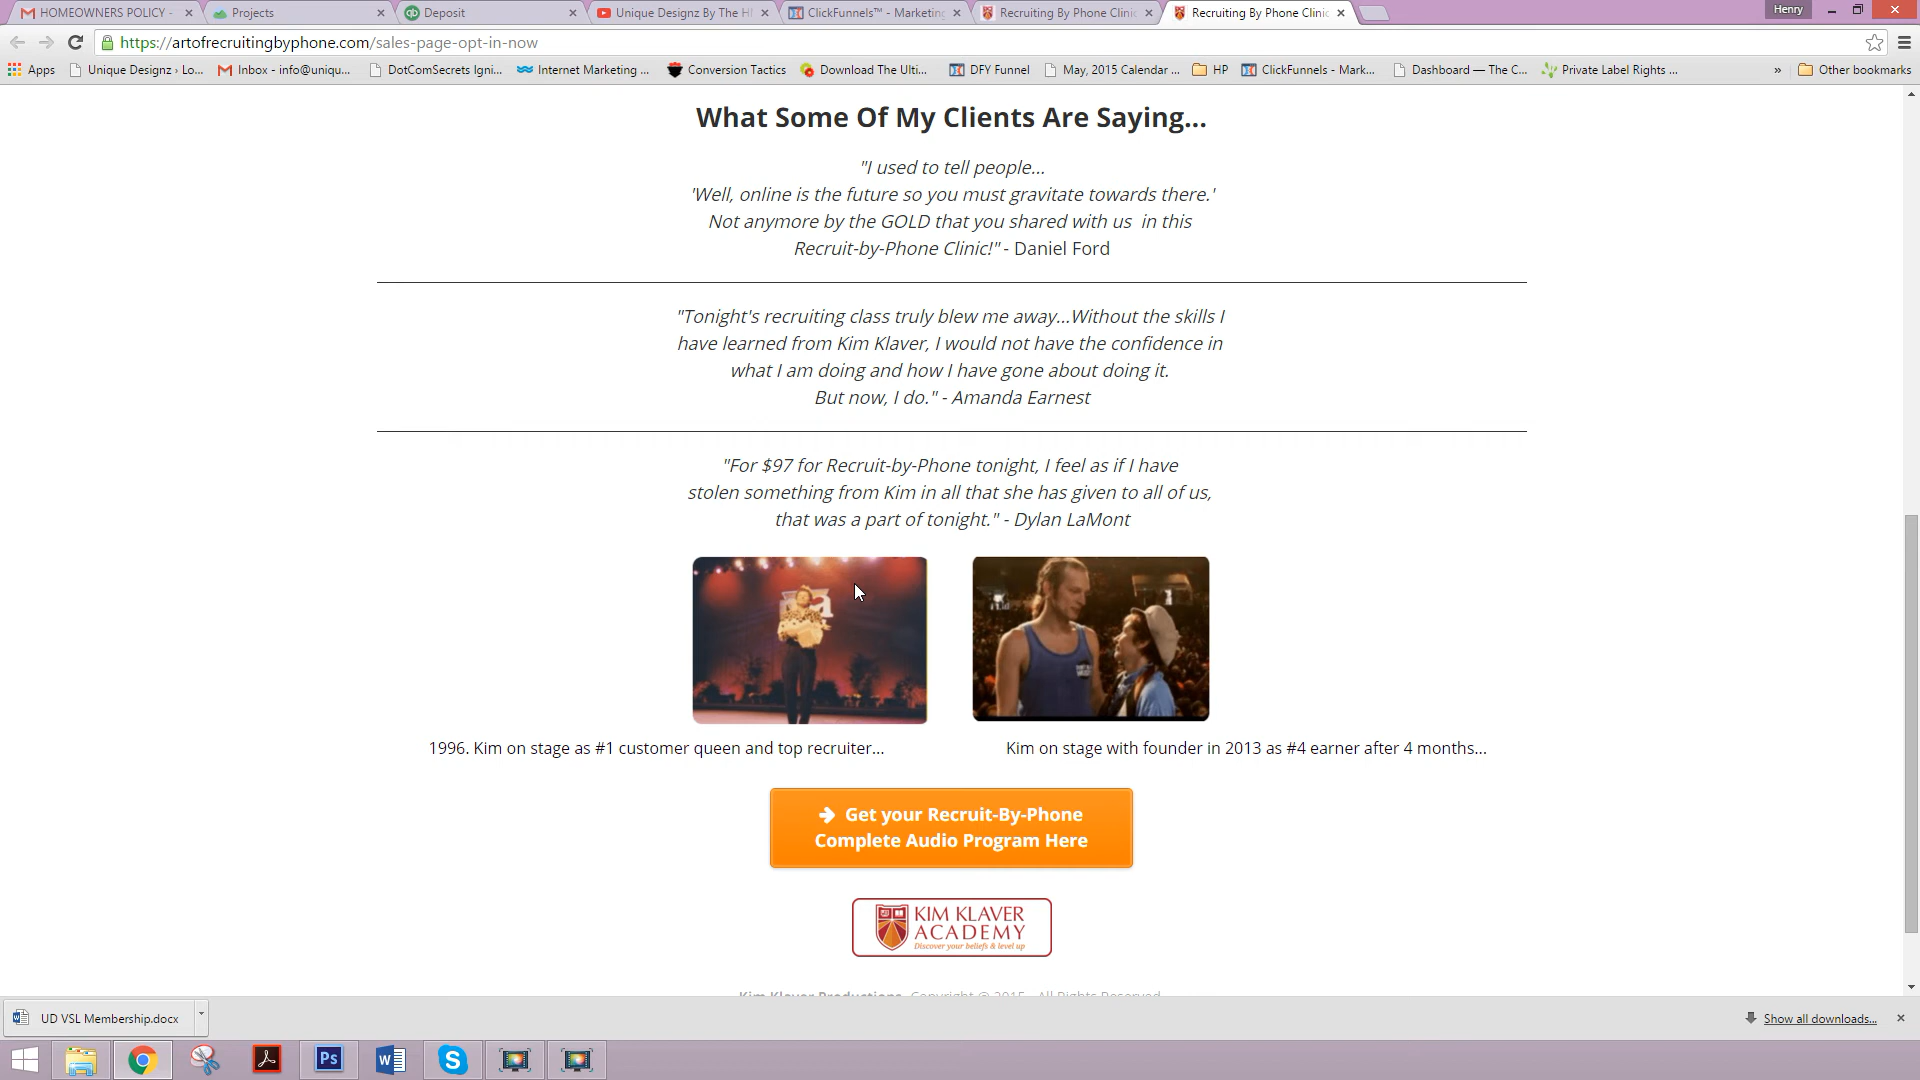 HOMEOWNERS POLICY -
Projects
Deposit
Unique Designz By The H
ClickFunnels™ - Marketing
Recruiting By Phone Clinic
Recruiting By Phone Clinic
Henry
https://artofrecruitingbyphone.com/sales-page-opt-in-now
Apps
Unique Designz › Lo...
Inbox - info@uniqu...
DotComSecrets Igni...
Internet Marketing ...
Conversion Tactics
Download The Ulti...
DFY Funnel
May, 2015 Calendar ...
HP
ClickFunnels - Mark...
Dashboard — The C...
Private Label Rights ...
» Other bookmarks
What Some Of My Clients Are Saying...
"I used to tell people...
'Well, online is the future so you must gravitate towards there.'
Not anymore by the GOLD that you shared with us in this
Recruit-by-Phone Clinic!" - Daniel Ford
"Tonight's recruiting class truly blew me away...Without the skills I
have learned from Kim Klaver, I would not have the confidence in
what I am doing and how I have gone about doing it.
But now, I do." - Amanda Earnest
"For $97 for Recruit-by-Phone tonight, I feel as if I have
stolen something from Kim in all that she has given to all of us,
that was a part of tonight." - Dylan LaMont
1996. Kim on stage as #1 customer queen and top recruiter...
Kim on stage with founder in 2013 as #4 earner after 4 months...
Get your Recruit-By-Phone
Complete Audio Program Here
KIM KLAVER
ACADEMY
Discover your beliefs & level up
Kim Klaver Productions, Copyright © 2015 - All Rights Reserved
UD VSL Membership.docx
Show all downloads...
Ps